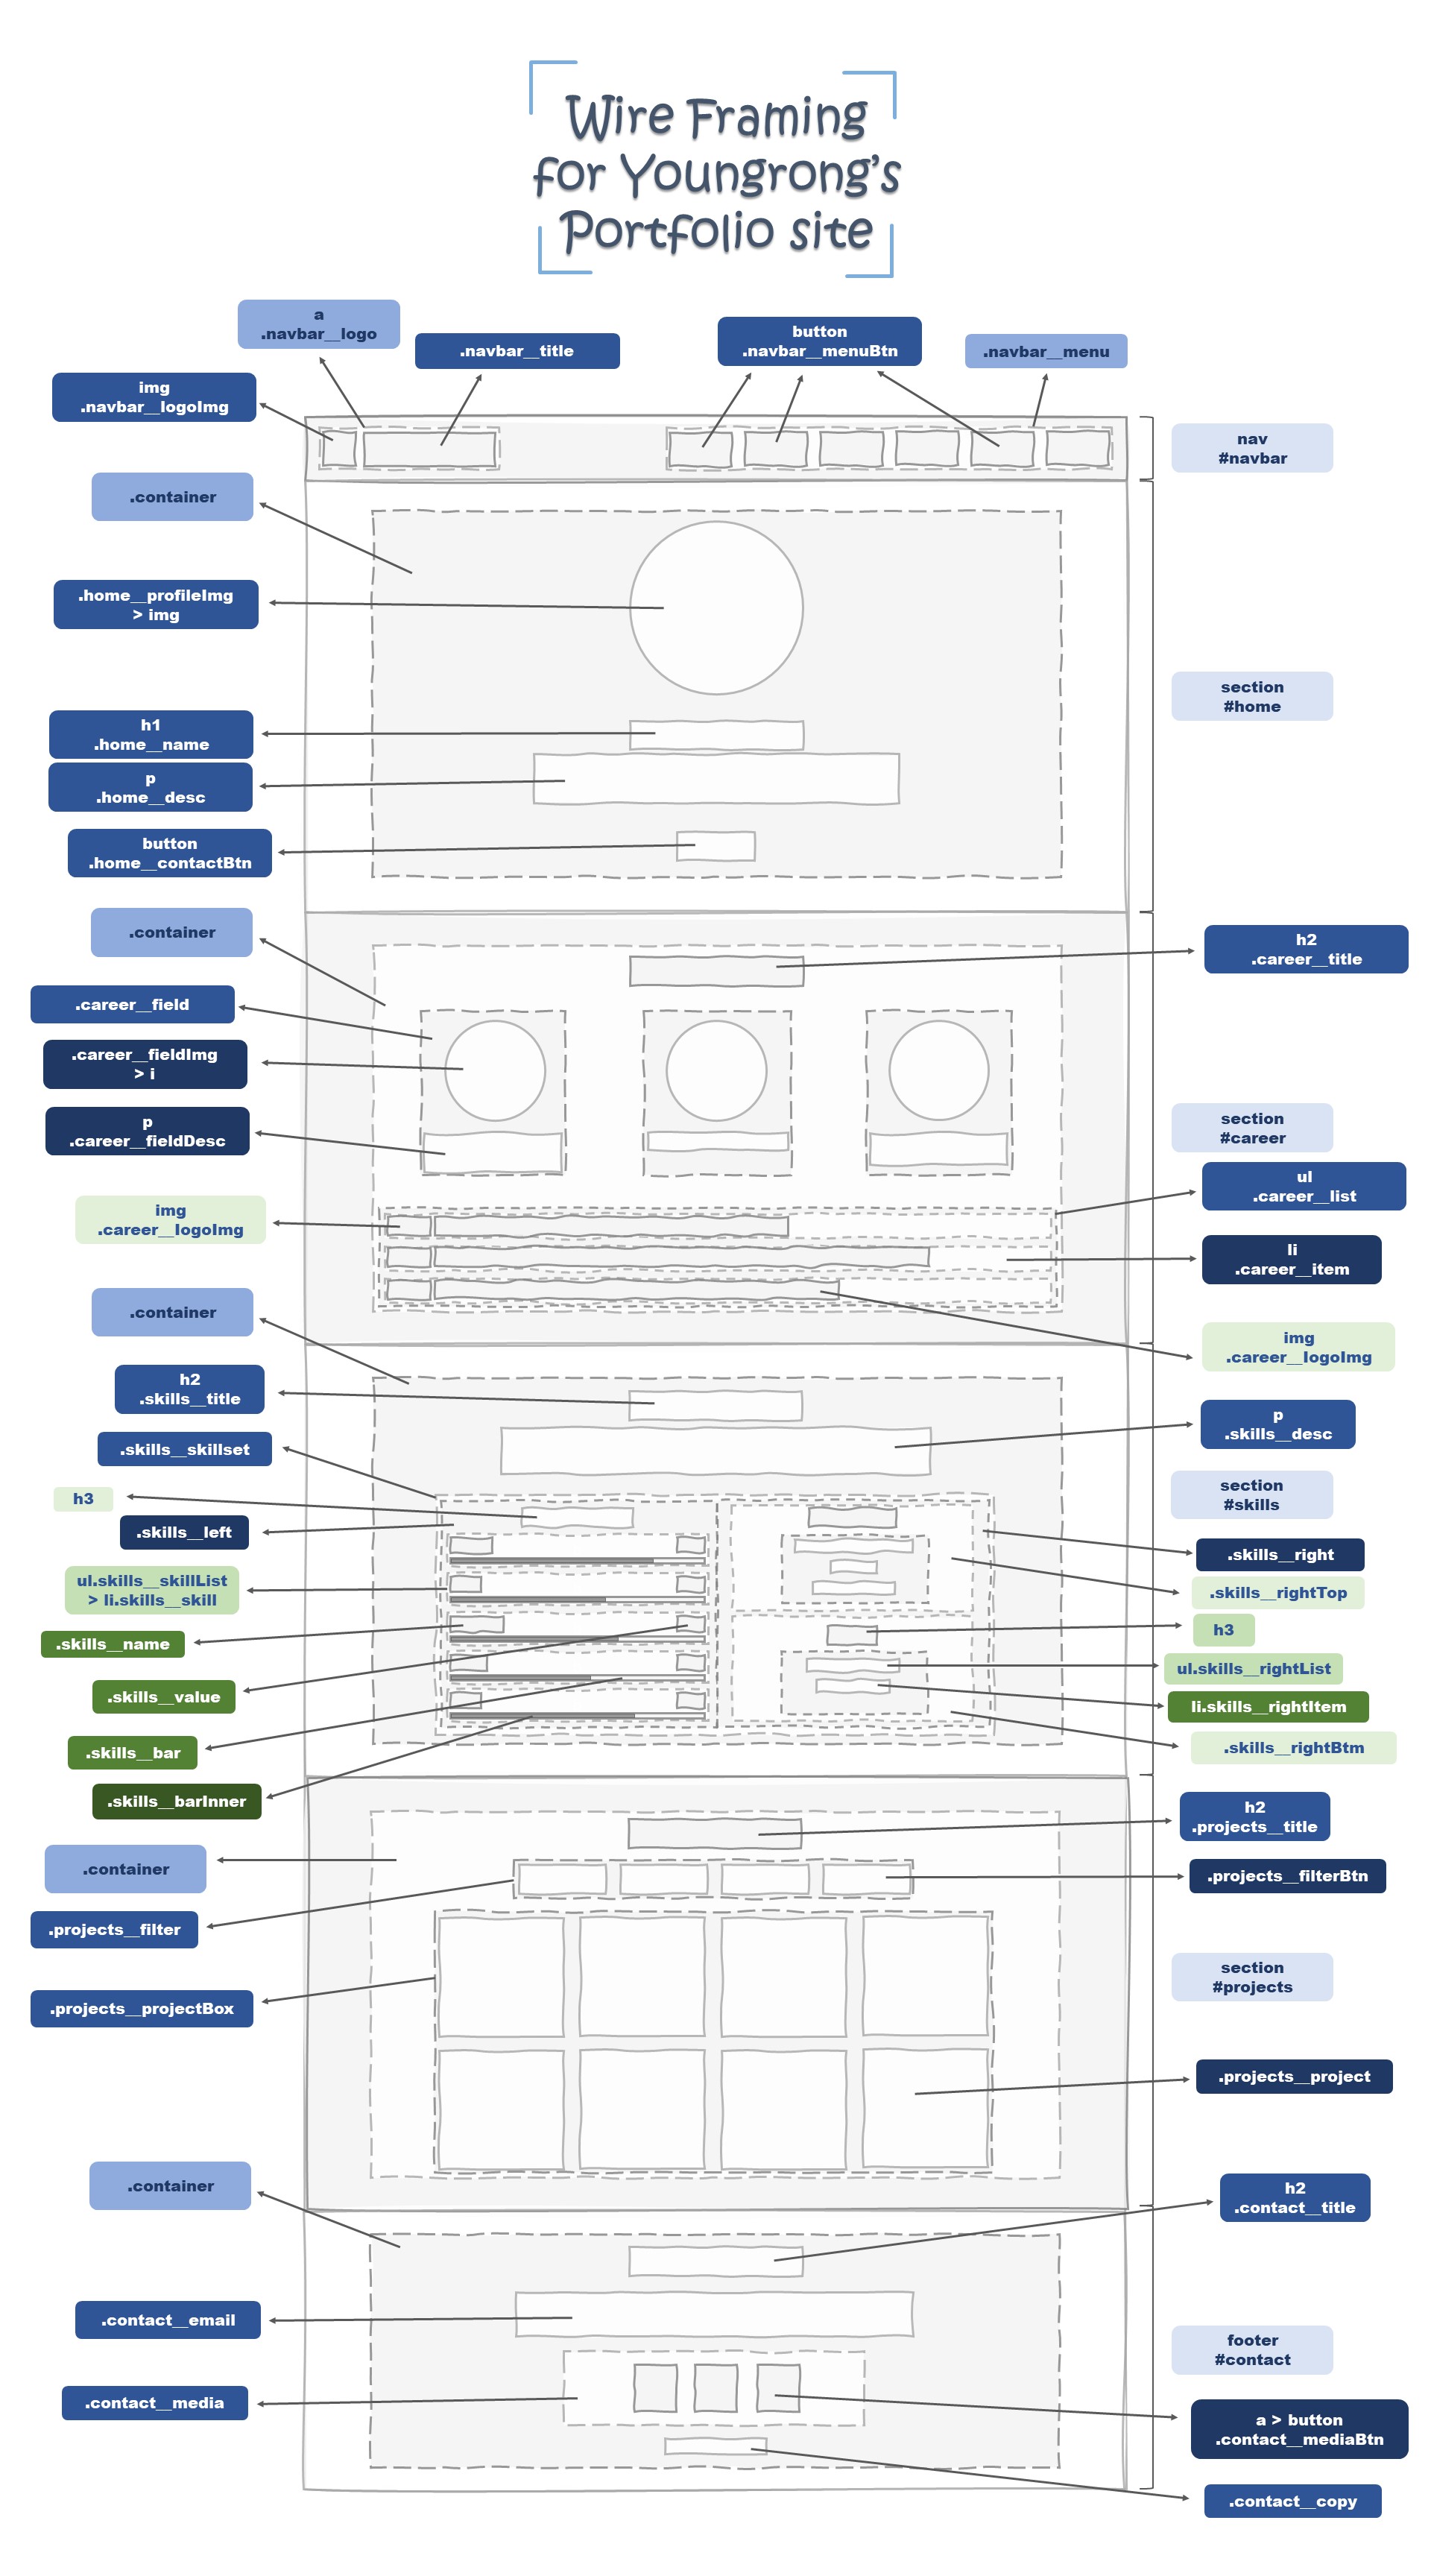 Wire Framing
for Youngrong's
Portfolio site
a
.navbar__logo
.navbar__title
button
.navbar__menuBtn
.navbar__menu
img
.navbar__logoImg
nav
#navbar
.container
.home__profileImg
> img
section
#home
h1
.home__name
p
.home__desc
button
.home__contactBtn
.container
h2
.career__title
.career__field
.career__fieldImg
> i
p
.career__fieldDesc
section
#career
ul
.career__list
img
.career__logoImg
li
.career__item
.container
img
.career__logoImg
h2
.skills__title
p
.skills__desc
.skills__skillset
section
#skills
h3
.skills__left
.skills__right
ul.skills__skillList
> li.skills__skill
.skills__rightTop
h3
.skills__name
ul.skills__rightList
.skills__value
li.skills__rightItem
.skills__bar
.skills__rightBtm
.skills__barInner
h2
.projects__title
.container
.projects__filterBtn
.projects__filter
section
#projects
.projects__projectBox
.projects__project
.container
h2
.contact__title
.contact__email
footer
#contact
.contact__media
a > button
.contact__mediaBtn
.contact__copy